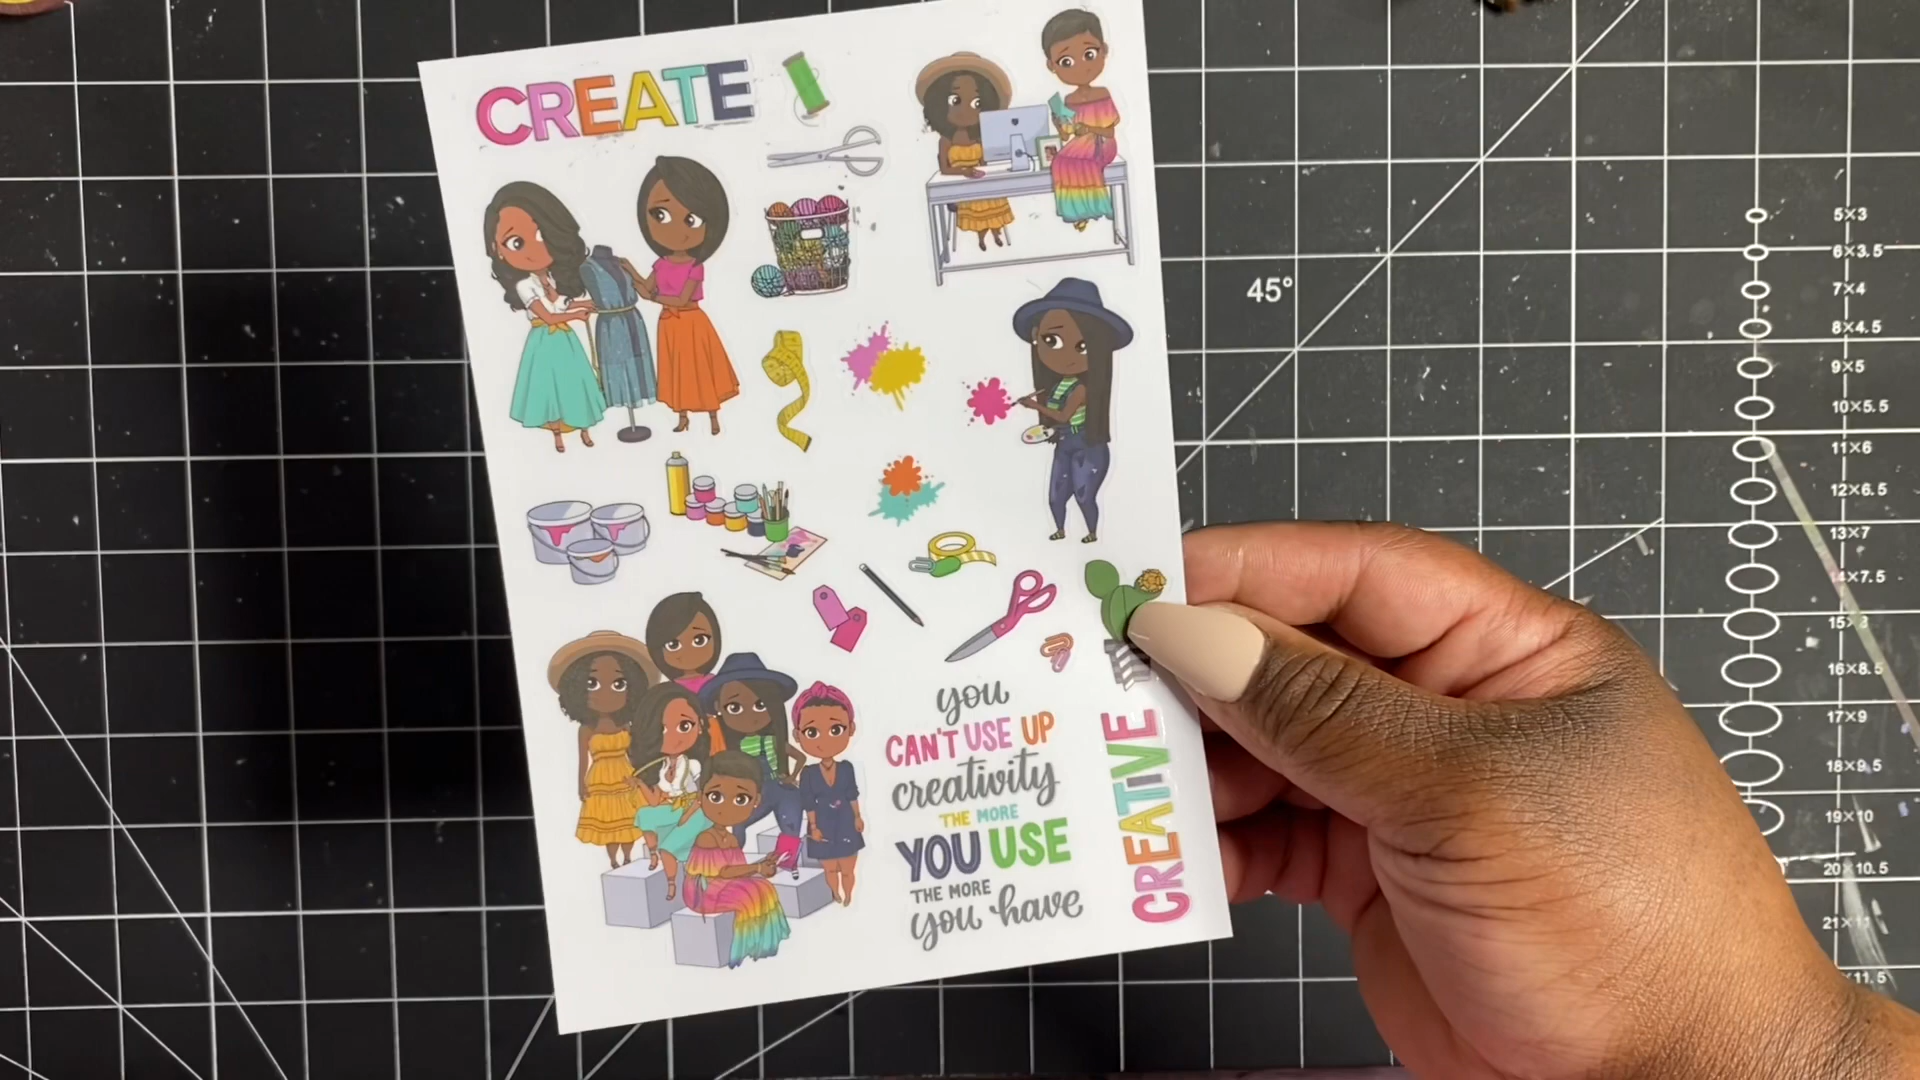 CREATE
45°
you
CAN'T USE UP
creativity
THE MORE
YOU USE
THE MORE
you have
CREATIVE
5×3
6×3.5
7×4
8×4.5
9×5
10×5.5
11×6
12×6.5
13×7
14×7.5
16×8.5
17×9
18×9.5
19×10
20×10.5